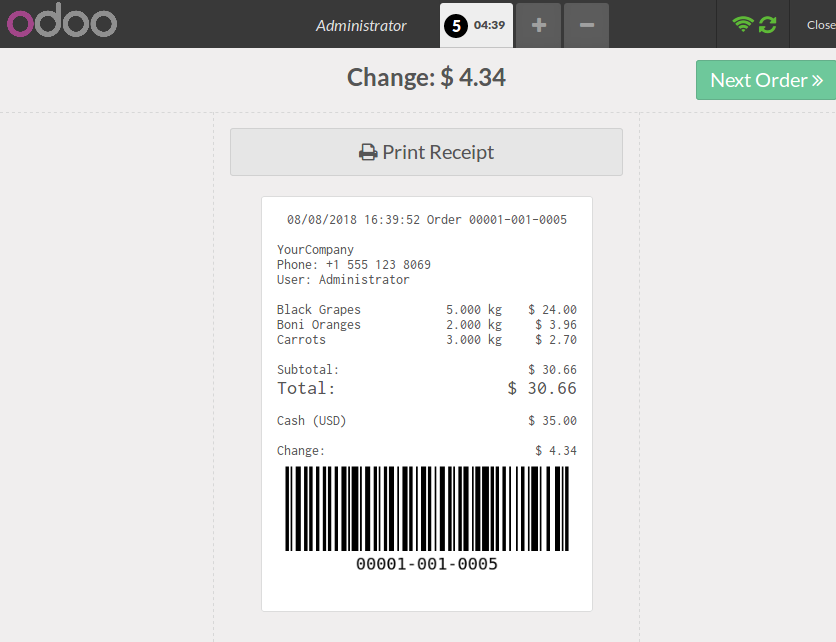 odoo Administrator 5 04:39 + − Close
Change: $ 4.34
Next Order »
Print Receipt
08/08/2018 16:39:52 Order 00001-001-0005
YourCompany
Phone: +1 555 123 8069
User: Administrator
Black Grapes 5.000 kg $ 24.00
Boni Oranges 2.000 kg $ 3.96
Carrots 3.000 kg $ 2.70
Subtotal: $ 30.66
Total: $ 30.66
Cash (USD) $ 35.00
Change: $ 4.34
00001-001-0005